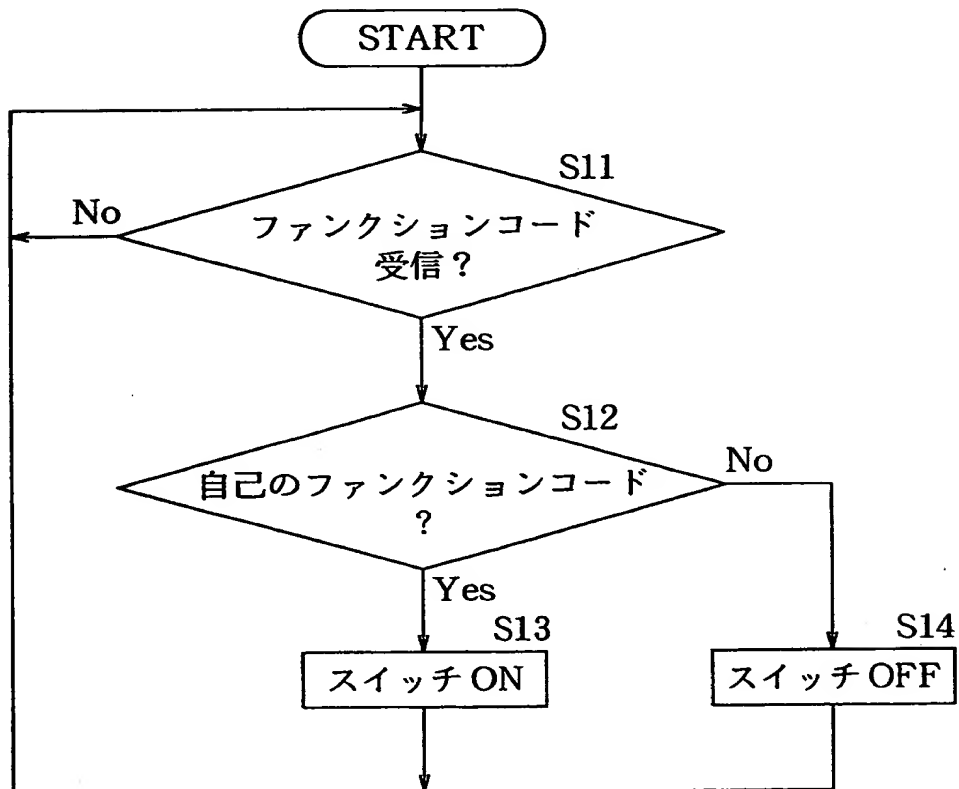 START
S11
No
ファンクションコード
受信？
Yes
S12
No
自己のファンクションコード
？
Yes
S13
S14
スイッチON
スイッチOFF